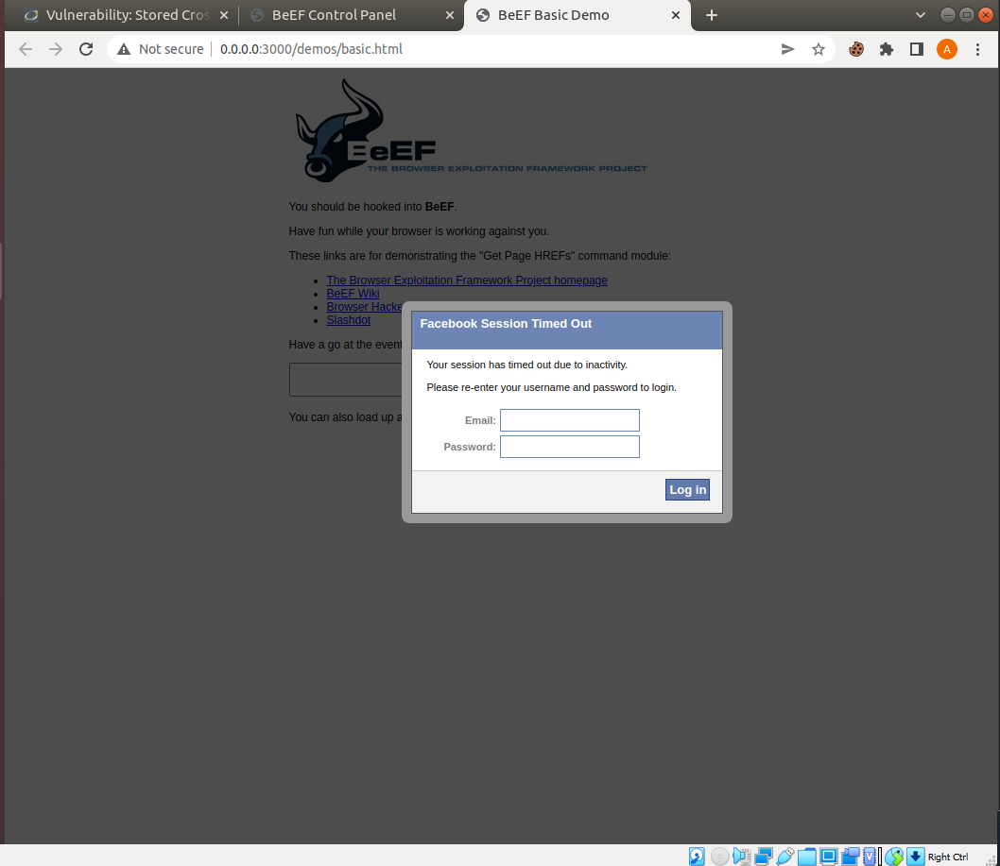 Vulnerability: Stored Cros
BeEF Control Panel
BeEF Basic Demo
Not secure
0.0.0.0:3000/demos/basic.html
A
BeEF
THE BROWSER EXPLOITATION FRAMEWORK PROJECT
You should be hooked into BeEF.
Have fun while your browser is working against you.
These links are for demonstrating the "Get Page HREFs" command module:
The Browser Exploitation Framework Project homepage
BeEF Wiki
Browser Hacke
Slashdot
Have a go at the event
You can also load up a
Facebook Session Timed Out
Your session has timed out due to inactivity.
Please re-enter your username and password to login.
Email:
Password:
Log in
Right Ctrl